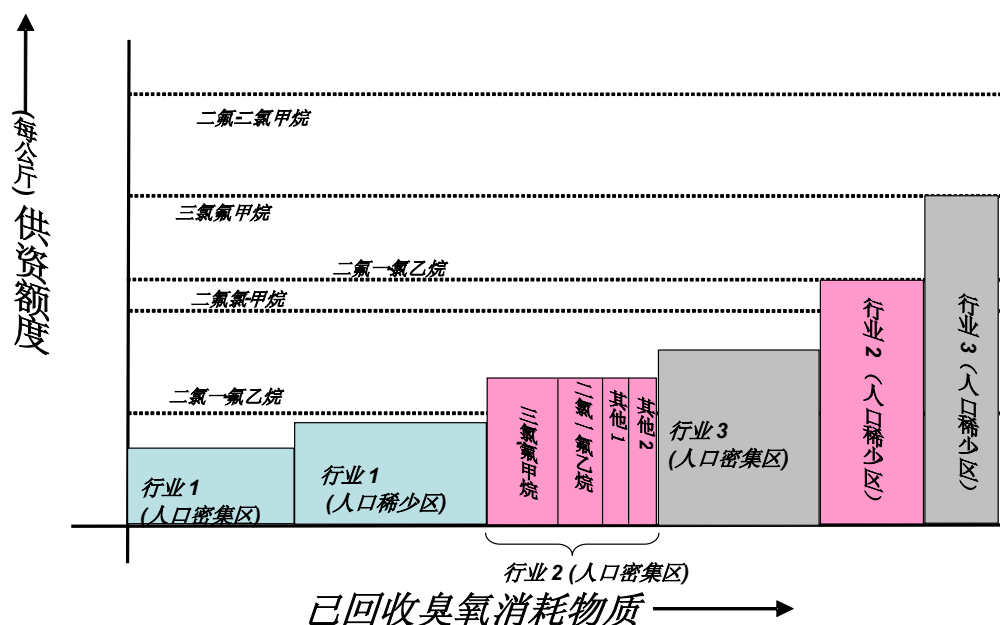 (每公斤) 供资额度
二氟二氯甲烷
三氯氟甲烷
二氟一氯乙烷
二氟氯甲烷
二氯一氟乙烷
行业 1
(人口密集区)
行业 1
(人口稀少区)
三氯氟甲烷
二氯一氟乙烷
其他 1
其他 2
行业 3
(人口密集区)
行业 2 (人口稀少区)
行业 3 (人口稀少区)
行业 2 (人口密集区)
已回收臭氧消耗物质